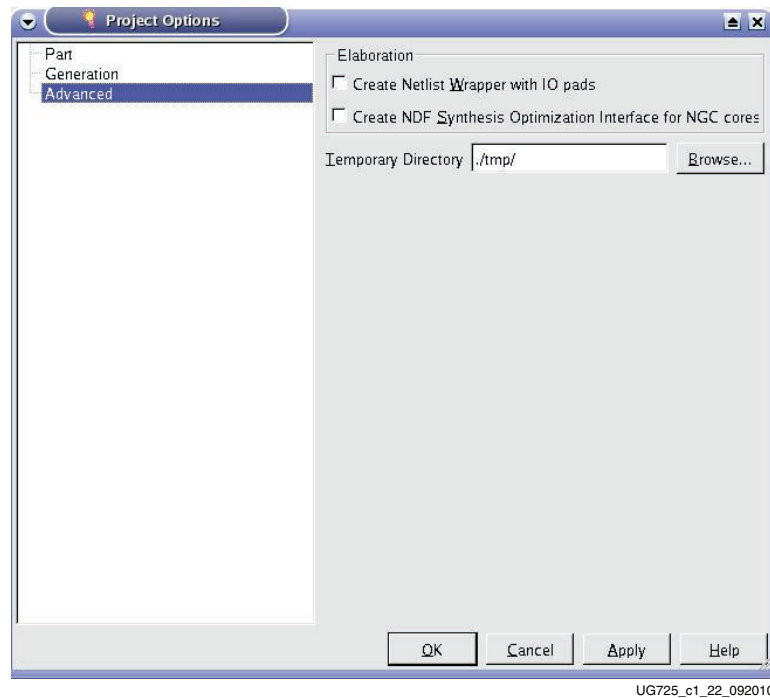 Project Options
Part
Generation
Advanced
Elaboration
Create Netlist Wrapper with IO pads
Create NDF Synthesis Optimization Interface for NGC cores
Temporary Directory ./tmp/ Browse...
OK Cancel Apply Help
UG725_c1_22_092010